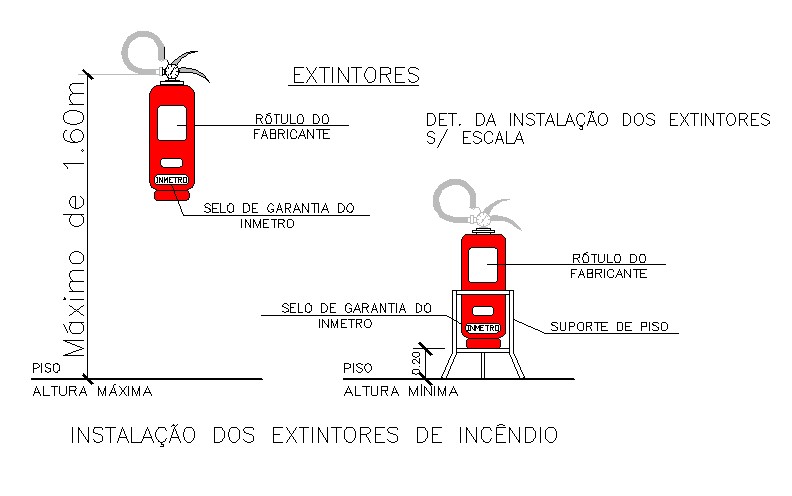 EXTINTORES
DET. DA INSTALAÇÃO DOS EXTINTORES
S/ ESCALA
Máximo de 1.60m
RÓTULO DO
FABRICANTE
INMETRO
SELO DE GARANTIA DO
INMETRO
PISO
ALTURA MÁXIMA
RÓTULO DO
FABRICANTE
SELO DE GARANTIA DO
INMETRO
INMETRO
SUPORTE DE PISO
0.20
PISO
ALTURA MÍNIMA
INSTALAÇÃO DOS EXTINTORES DE INCÊNDIO